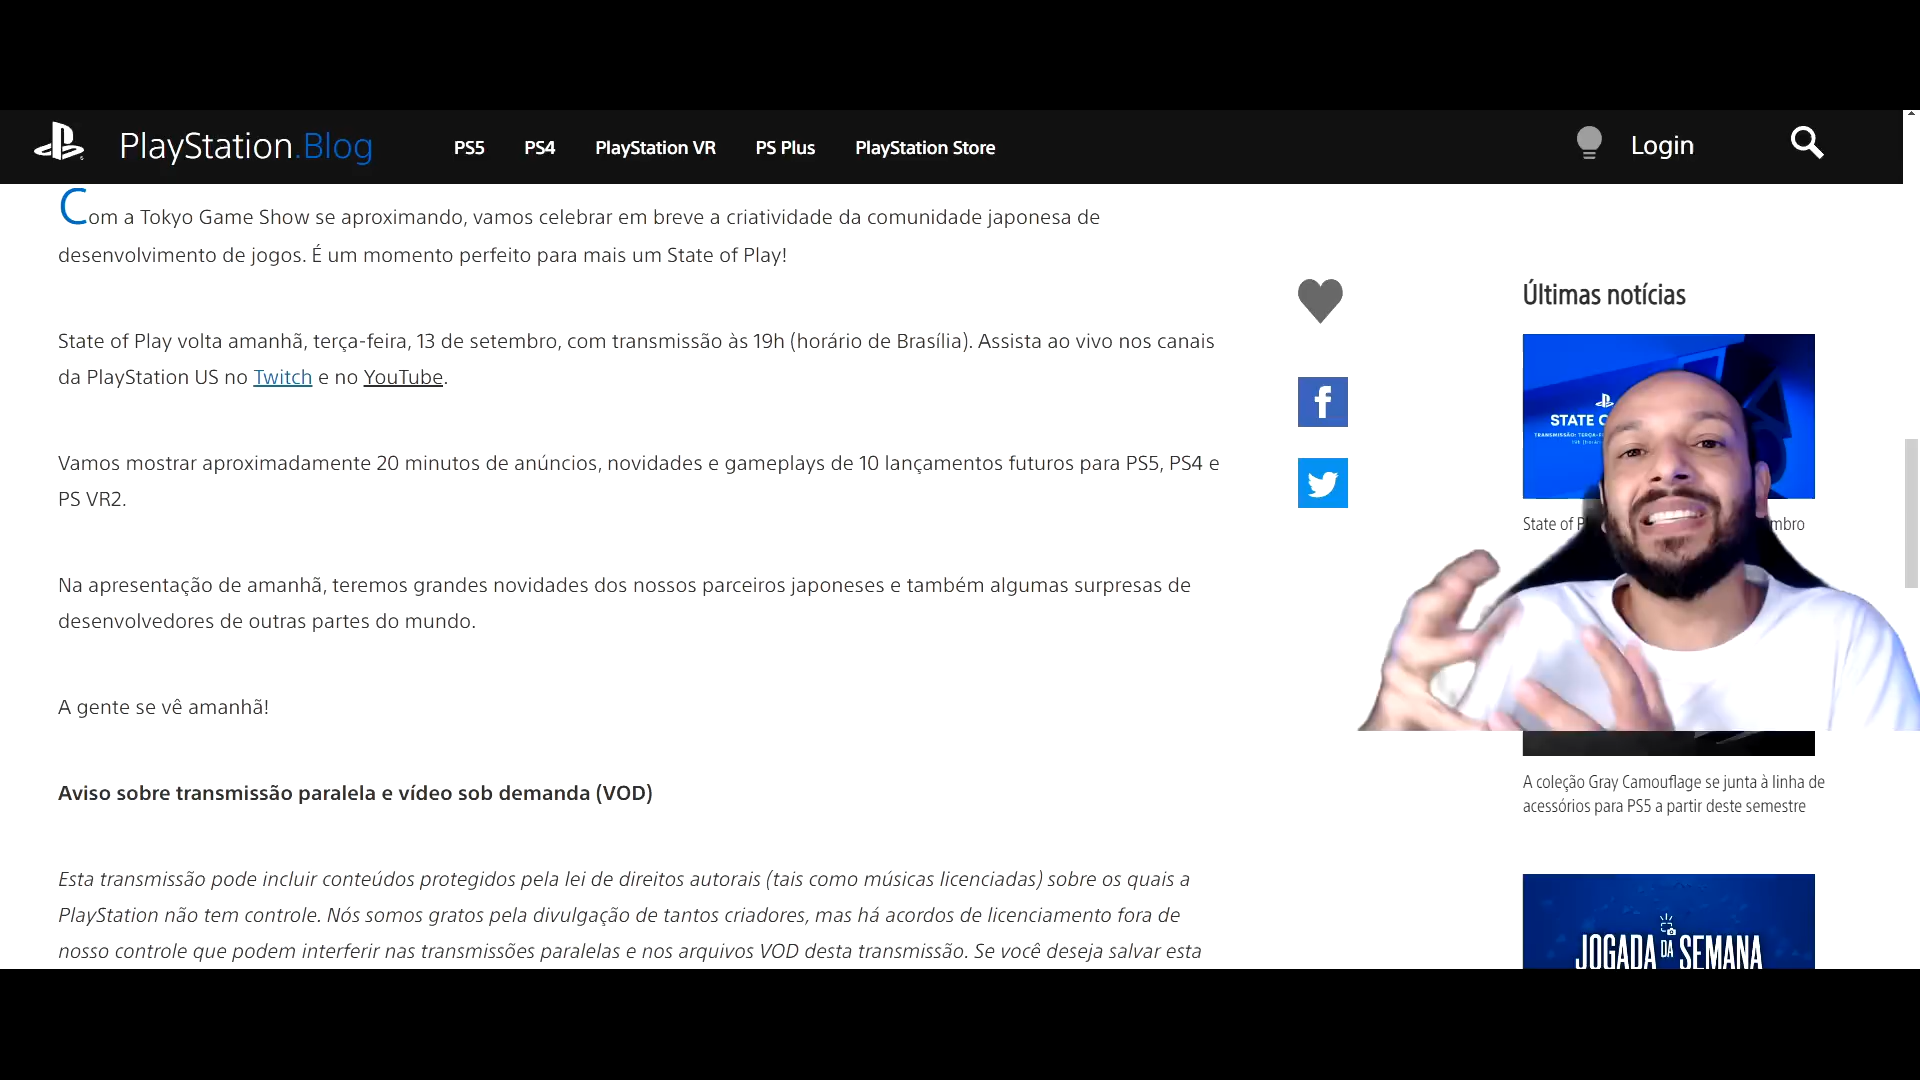 PlayStation.Blog
PS5 PS4 PlayStation VR PS Plus PlayStation Store
Login
Com a Tokyo Game Show se aproximando, vamos celebrar em breve a criatividade da comunidade japonesa de
desenvolvimento de jogos. É um momento perfeito para mais um State of Play!
State of Play volta amanhã, terça-feira, 13 de setembro, com transmissão às 19h (horário de Brasília). Assista ao vivo nos canais
da PlayStation US no Twitch e no YouTube.
Vamos mostrar aproximadamente 20 minutos de anúncios, novidades e gameplays de 10 lançamentos futuros para PS5, PS4 e
PS VR2.
Na apresentação de amanhã, teremos grandes novidades dos nossos parceiros japoneses e também algumas surpresas de
desenvolvedores de outras partes do mundo.
A gente se vê amanhã!
Aviso sobre transmissão paralela e vídeo sob demanda (VOD)
Esta transmissão pode incluir conteúdos protegidos pela lei de direitos autorais (tais como músicas licenciadas) sobre os quais a
PlayStation não tem controle. Nós somos gratos pela divulgação de tantos criadores, mas há acordos de licenciamento fora de
nosso controle que podem interferir nas transmissões paralelas e nos arquivos VOD desta transmissão. Se você deseja salvar esta
Últimas notícias
STATE
State of
A coleção Gray Camouflage se junta à linha de
acessórios para PS5 a partir deste semestre
JOGADA DA SEMANA